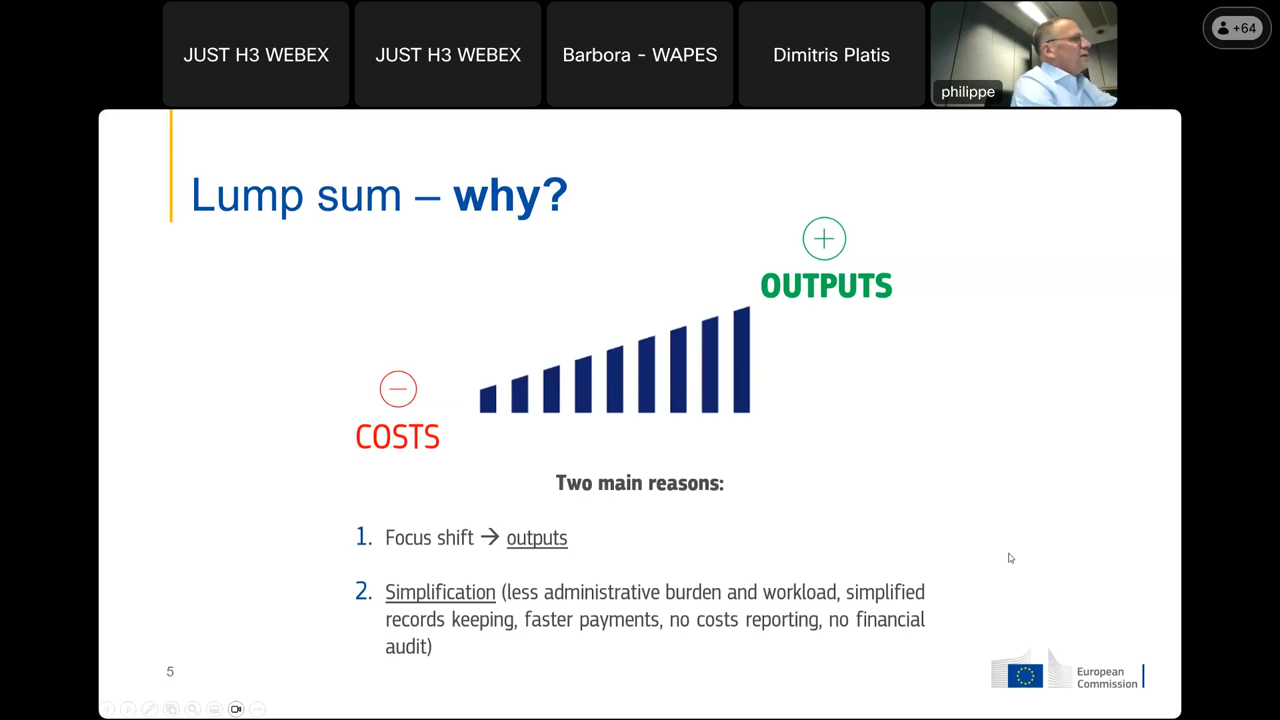 JUST H3 WEBEX
JUST H3 WEBEX
Barbora - WAPES
Dimitris Platis
philippe
+64
Lump sum – why?
OUTPUTS
COSTS
Two main reasons:
1. Focus shift → outputs
2. Simplification (less administrative burden and workload, simplified
records keeping, faster payments, no costs reporting, no financial
audit)
5
European
Commission